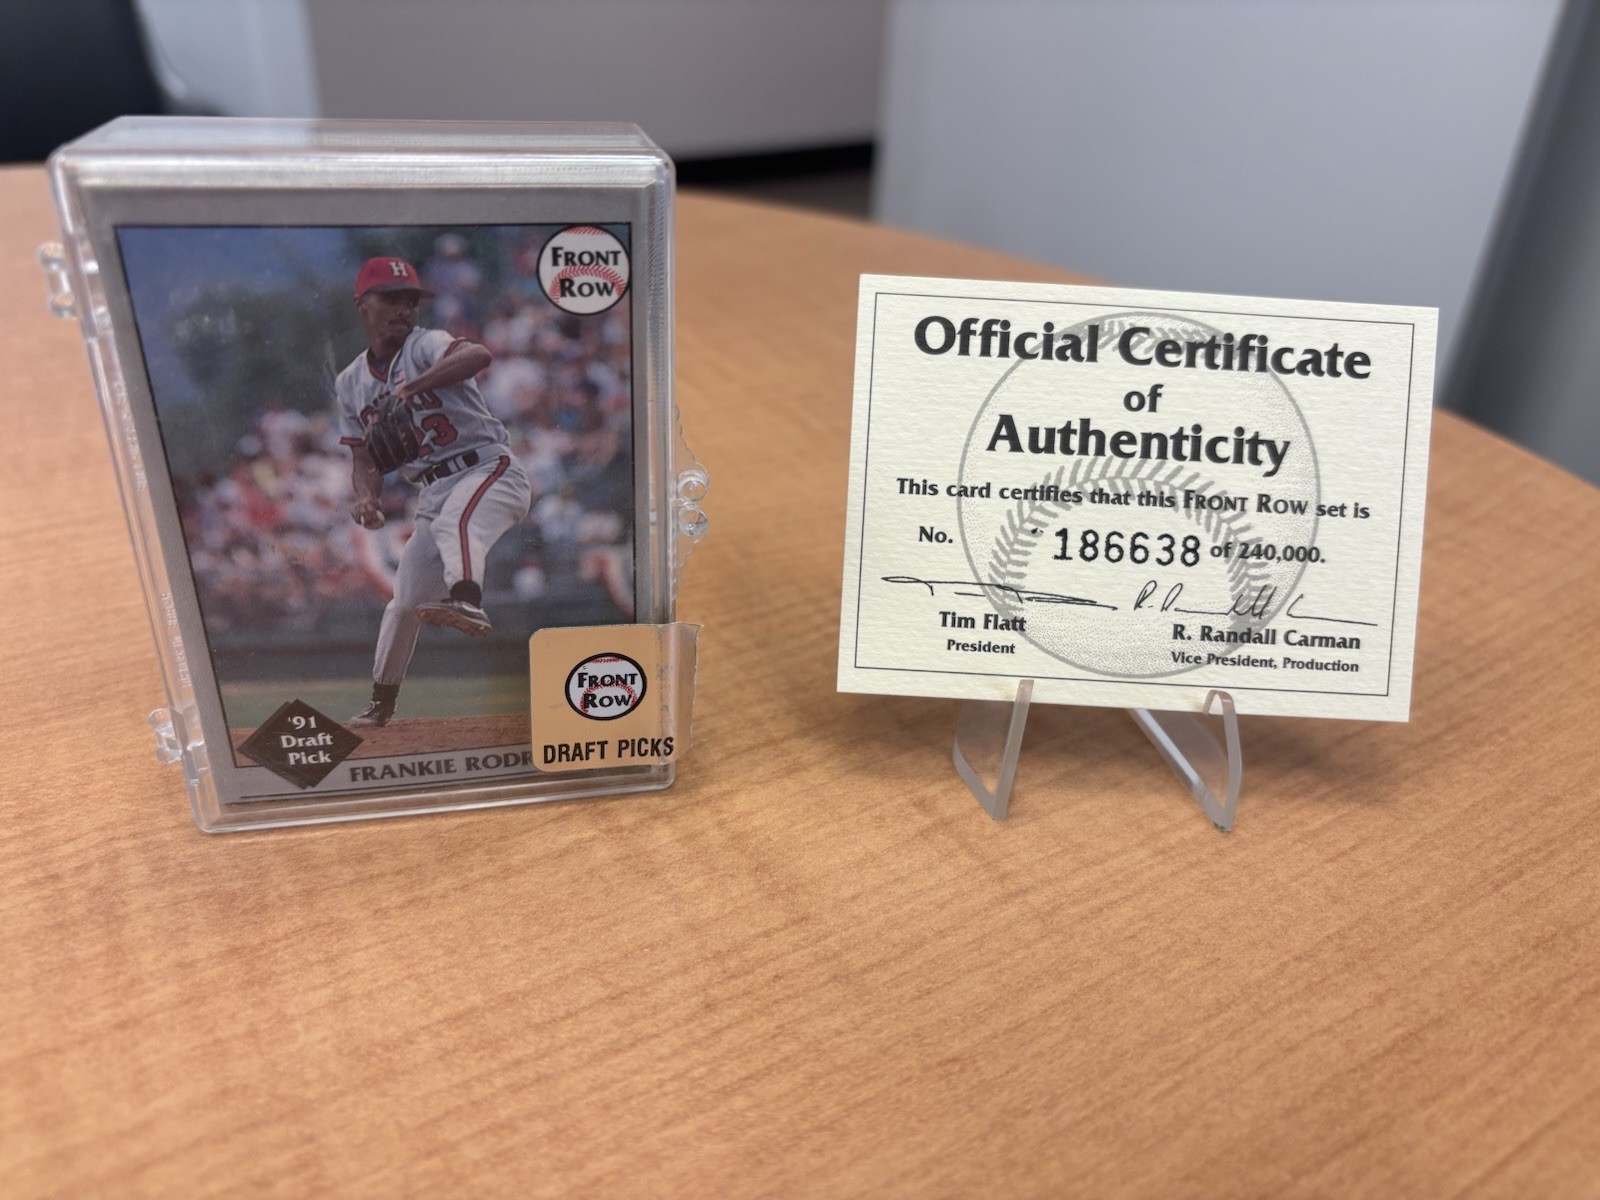 FRONT
ROW
'91
Draft
Pick
FRANKIE RODR
FRONT
ROW
DRAFT PICKS
Official Certificate
of
Authenticity
This card certifies that this FRONT ROW set is
No. 186638 of 240,000.
Tim Flatt
President
R. Randall Carman
Vice President, Production
H
3